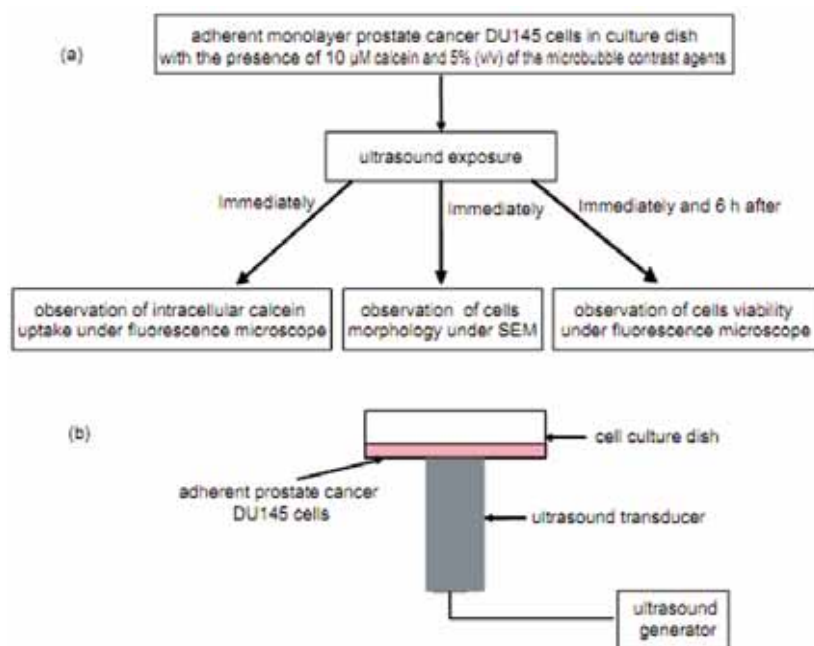 (a)
adherent monolayer prostate cancer DU145 cells in culture dish
with the presence of 10 µM calcein and 5% (v/v) of the microbubble contrast agents
ultrasound exposure
Immediately
Immediately
Immediately and 6 h after
observation of intracellular calcein
uptake under fluorescence microscope
observation of cells
morphology under SEM
observation of cells viability
under fluorescence microscope
(b)
cell culture dish
adherent prostate cancer
DU145 cells
ultrasound transducer
ultrasound
generator